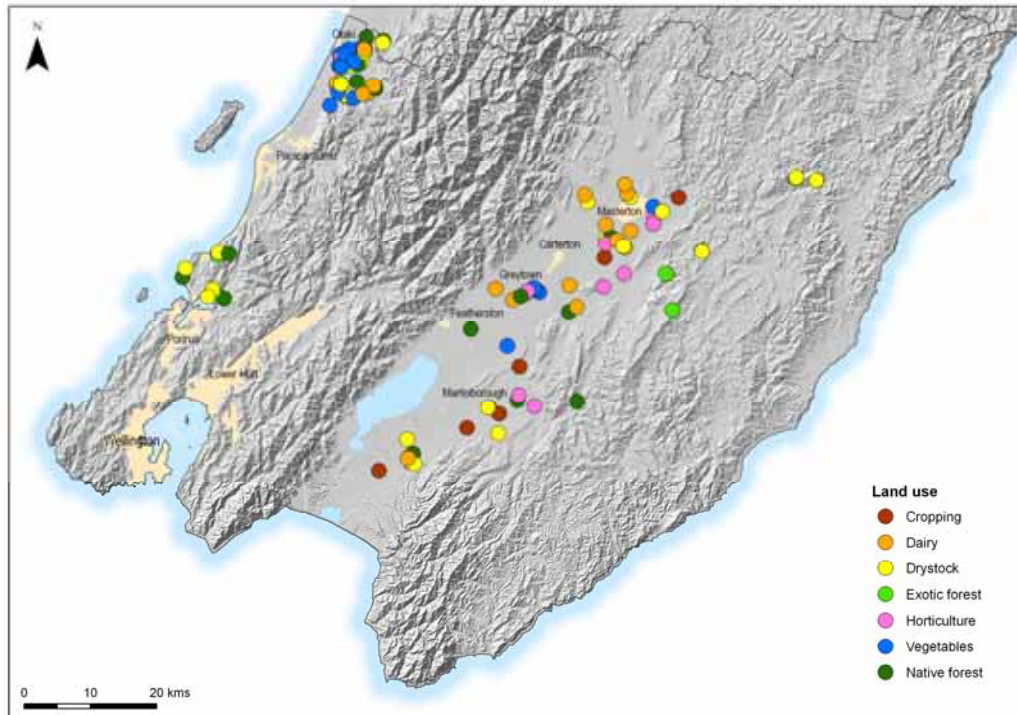 N
Otaki
Paraparaumu
Masterton
Carterton
Greytown
Featherston
Porirua
Lower Hutt
Martinborough
Wellington
Land use
Cropping
Dairy
Drystock
Exotic forest
Horticulture
Vegetables
Native forest
0 10 20 kms